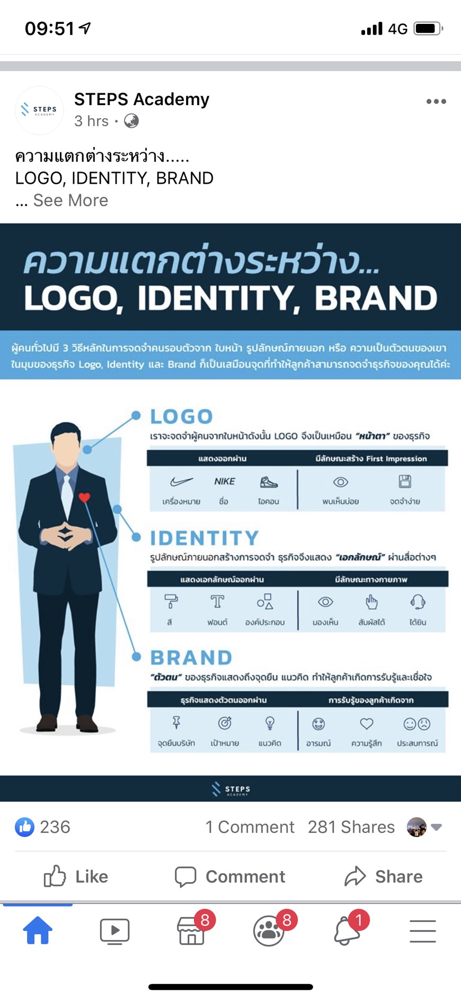 09:51
4G
STEPS
ACADEMY
STEPS Academy
3 hrs ·
ความแตกต่างระหว่าง.....
LOGO, IDENTITY, BRAND
... See More
ความแตกต่างระหว่าง...
LOGO, IDENTITY, BRAND
ผู้คนทั่วไปมี 3 วิธีหลักในการจดจำคนรอบตัวจาก ใบหน้า รูปลักษณ์ภายนอก หรือ ความเป็นตัวตนของเขา
ในมุมของธุรกิจ Logo, Identity และ Brand ก็เป็นเสมือนจุดที่ทำให้ลูกค้าสามารถจดจำธุรกิจของคุณได้ค่ะ
LOGO
เราจะจดจำผู้คนจากใบหน้าดังนั้น LOGO จึงเป็นเหมือน "หน้าตา" ของธุรกิจ
แสดงออกผ่าน มีลักษณะสร้าง First Impression
NIKE
เครื่องหมาย ชื่อ ไอคอน พบเห็นบ่อย จดจำง่าย
IDENTITY
รูปลักษณ์ภายนอกสร้างการจดจำ ธุรกิจจึงแสดง "เอกลักษณ์" ผ่านสื่อต่างๆ
แสดงเอกลักษณ์ออกผ่าน มีลักษณะทางกายภาพ
สี ฟอนต์ องค์ประกอบ มองเห็น สัมผัสได้ ได้ยิน
BRAND
"ตัวตน" ของธุรกิจแสดงถึงจุดยืน แนวคิด ทำให้ลูกค้าเกิดการรับรู้และเชื่อใจ
ธุรกิจแสดงตัวตนออกผ่าน การรับรู้ของลูกค้าเกิดจาก
จุดยืนบริษัท เป้าหมาย แนวคิด อารมณ์ ความรู้สึก ประสบการณ์
STEPS
ACADEMY
236 1 Comment 281 Shares
Like Comment Share
8 8 1